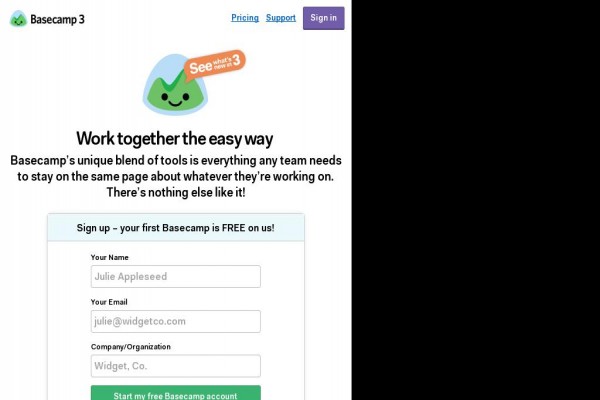 Basecamp 3
Pricing Support Sign in
See what's new in 3
Work together the easy way
Basecamp's unique blend of tools is everything any team needs
to stay on the same page about whatever they're working on.
There's nothing else like it!
Sign up – your first Basecamp is FREE on us!
Your Name
Julie Appleseed
Your Email
julie@widgetco.com
Company/Organization
Widget, Co.
Start my free Basecamp account